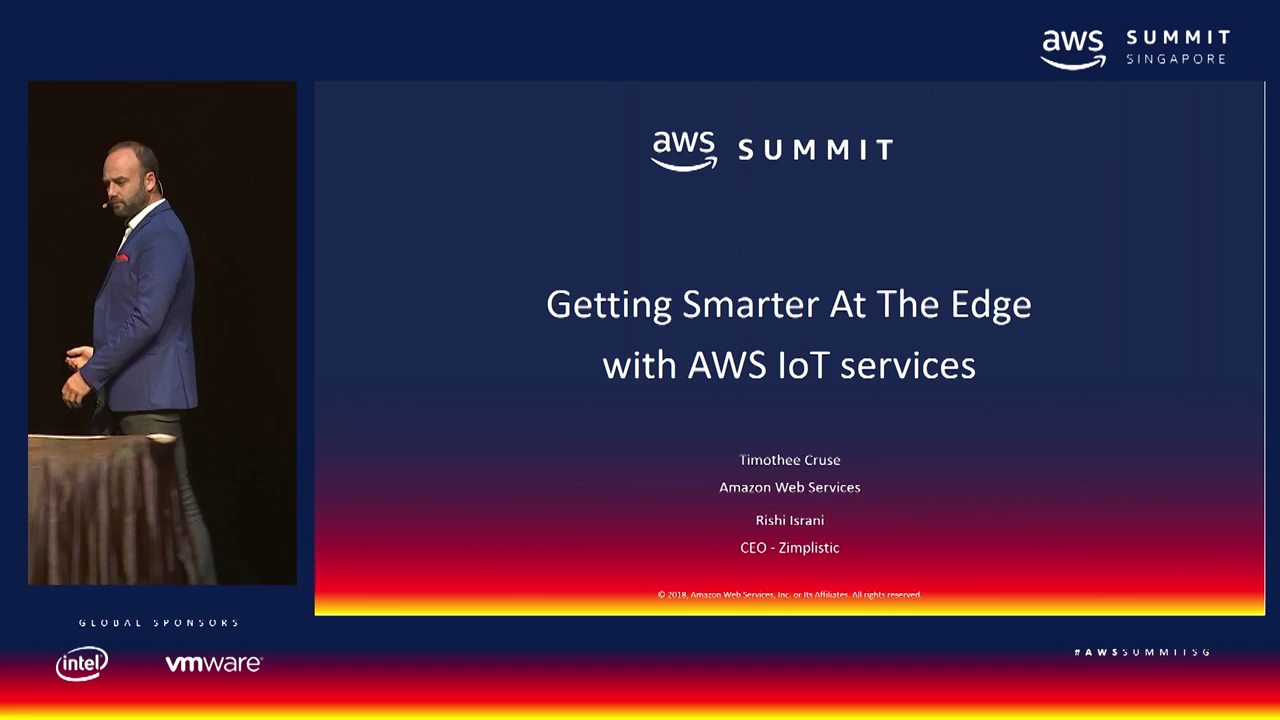 aws SUMMIT
SINGAPORE
aws SUMMIT
Getting Smarter At The Edge
with AWS IoT services
Timothee Cruse
Amazon Web Services
Rishi Israni
CEO - Zimplistic
© 2018, Amazon Web Services, Inc. or Its Affiliates. All rights reserved.
GLOBAL SPONSORS
intel
vmware
#AWSSUMMITSG